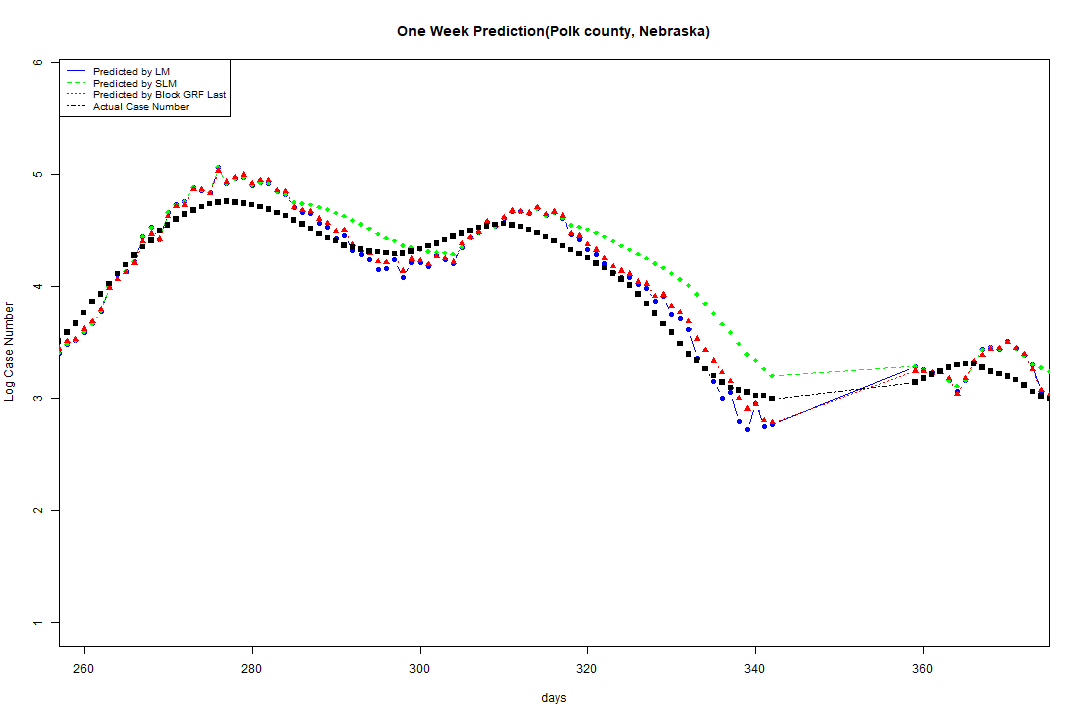 One Week Prediction(Polk county, Nebraska)
Predicted by LM
Predicted by SLM
Predicted by Block GRF Last
Actual Case Number
Log Case Number
6
5
4
3
2
1
260 280 300 320 340 360
days